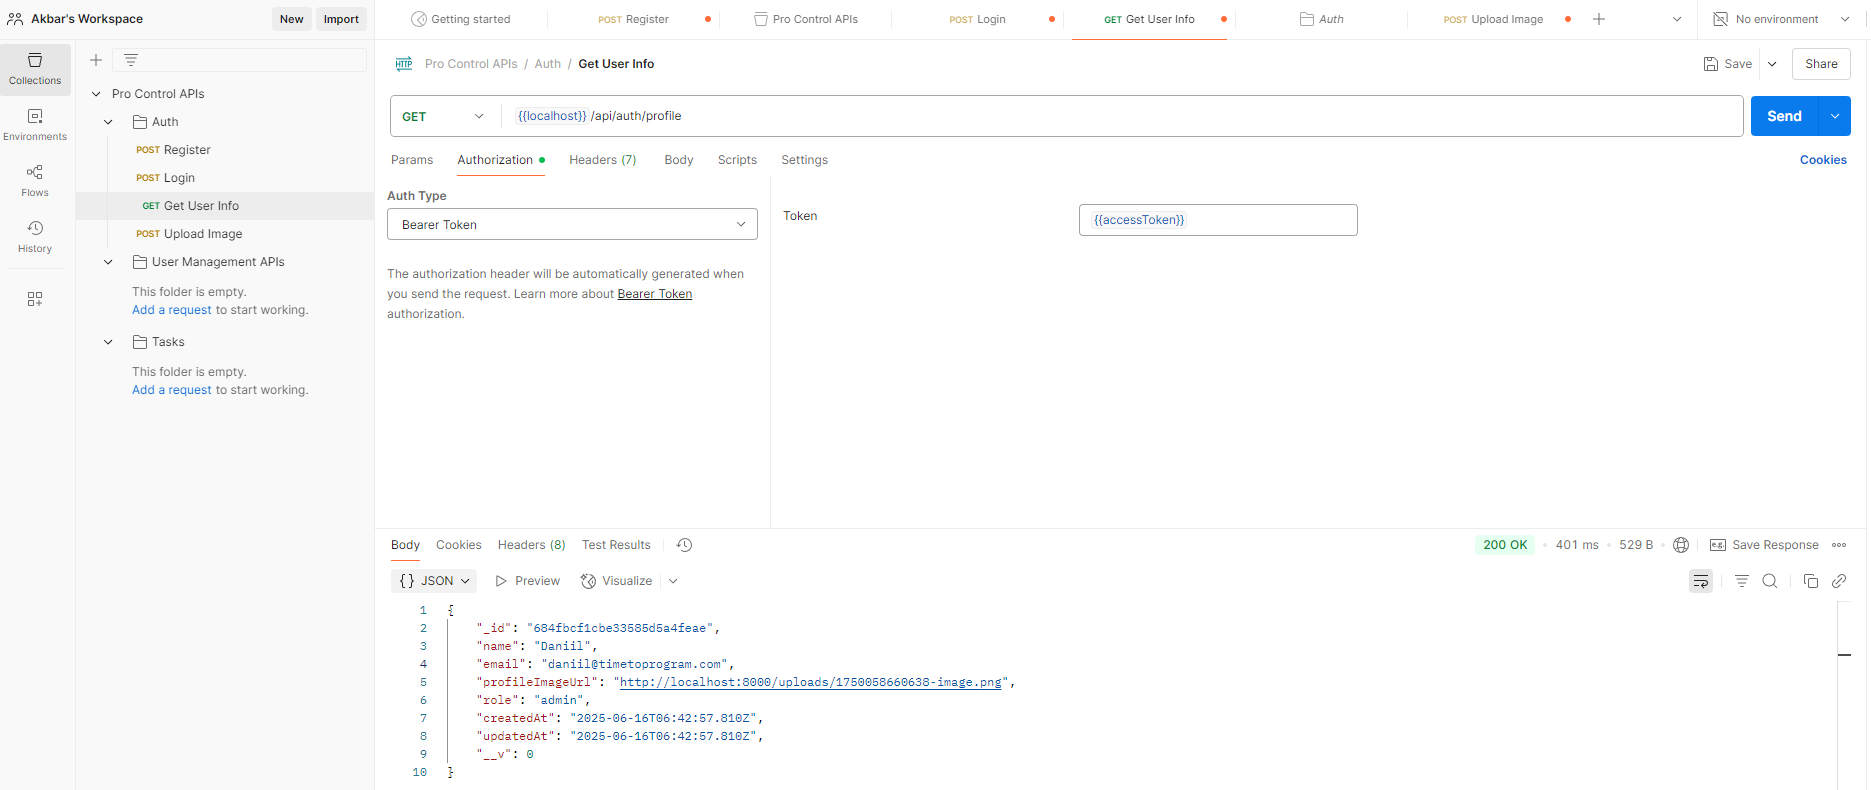 Akbar's Workspace
New
Import
Getting started
POST Register
Pro Control APIs
POST Login
GET Get User Info
Auth
POST Upload Image
No environment
Collections
Environments
Flows
History
Pro Control APIs
Auth
POST Register
POST Login
GET Get User Info
POST Upload Image
User Management APIs
This folder is empty.
Add a request to start working.
Tasks
This folder is empty.
Add a request to start working.
HTTP
Pro Control APIs / Auth / Get User Info
Save
Share
GET
{{localhost}} /api/auth/profile
Send
Params
Authorization
Headers (7)
Body
Scripts
Settings
Cookies
Auth Type
Bearer Token
The authorization header will be automatically generated when
you send the request. Learn more about Bearer Token
authorization.
Token
{{accessToken}}
Body
Cookies
Headers (8)
Test Results
200 OK
401 ms
529 B
e.g.
Save Response
{} JSON
Preview
Visualize
1 {
2 "_id": "684fbcf1cbe33585d5a4feae",
3 "name": "Daniil",
4 "email": "daniil@timetoprogram.com",
5 "profileImageUrl": "http://localhost:8000/uploads/1750058660638-image.png",
6 "role": "admin",
7 "createdAt": "2025-06-16T06:42:57.810Z",
8 "updatedAt": "2025-06-16T06:42:57.810Z",
9 "__v": 0
10 }